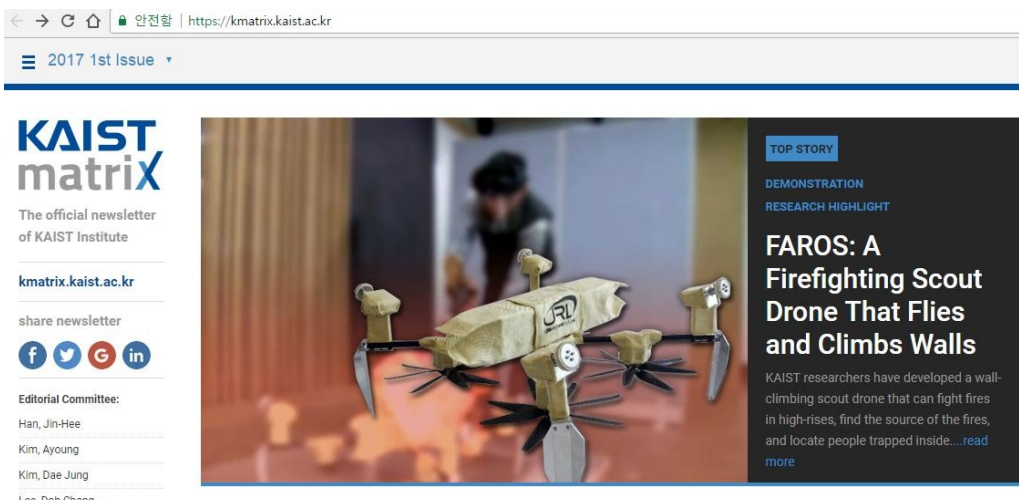 안전함 | https://kmatrix.kaist.ac.kr
2017 1st Issue
KAIST
matrix
The official newsletter
of KAIST Institute
kmatrix.kaist.ac.kr
share newsletter
f G in
Editorial Committee:
Han, Jin-Hee
Kim, Ayoung
Kim, Dae Jung
URL
TOP STORY
DEMONSTRATION
RESEARCH HIGHLIGHT
FAROS: A
Firefighting Scout
Drone That Flies
and Climbs Walls
KAIST researchers have developed a wall-
climbing scout drone that can fight fires
in high-rises, find the source of the fires,
and locate people trapped inside....read
more